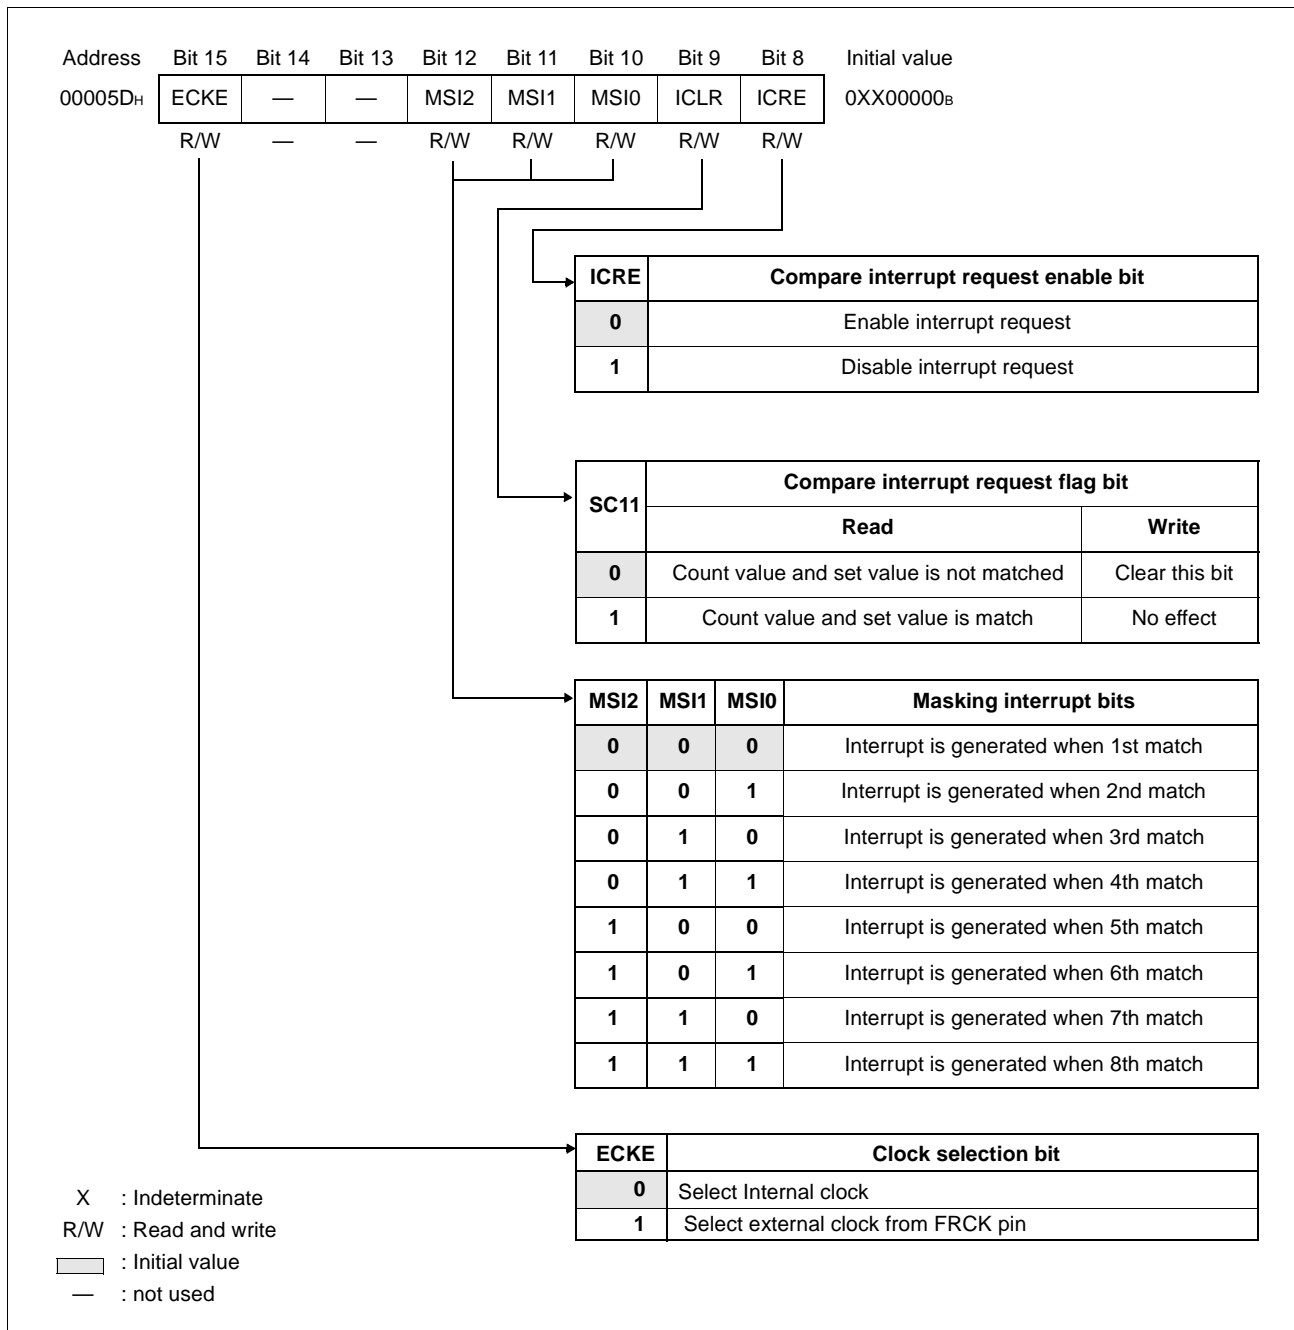 Address Bit 15 Bit 14 Bit 13 Bit 12 Bit 11 Bit 10 Bit 9 Bit 8 Initial value
00005DH ECKE — — MSI2 MSI1 MSI0 ICLR ICRE 0XX00000B
R/W — — R/W R/W R/W R/W R/W
ICRE Compare interrupt request enable bit
0 Enable interrupt request
1 Disable interrupt request
SC11 Compare interrupt request flag bit
Read Write
0 Count value and set value is not matched Clear this bit
1 Count value and set value is match No effect
MSI2 MSI1 MSI0 Masking interrupt bits
0 0 0 Interrupt is generated when 1st match
0 0 1 Interrupt is generated when 2nd match
0 1 0 Interrupt is generated when 3rd match
0 1 1 Interrupt is generated when 4th match
1 0 0 Interrupt is generated when 5th match
1 0 1 Interrupt is generated when 6th match
1 1 0 Interrupt is generated when 7th match
1 1 1 Interrupt is generated when 8th match
ECKE Clock selection bit
0 Select Internal clock
1 Select external clock from FRCK pin
X : Indeterminate
R/W : Read and write
: Initial value
— : not used